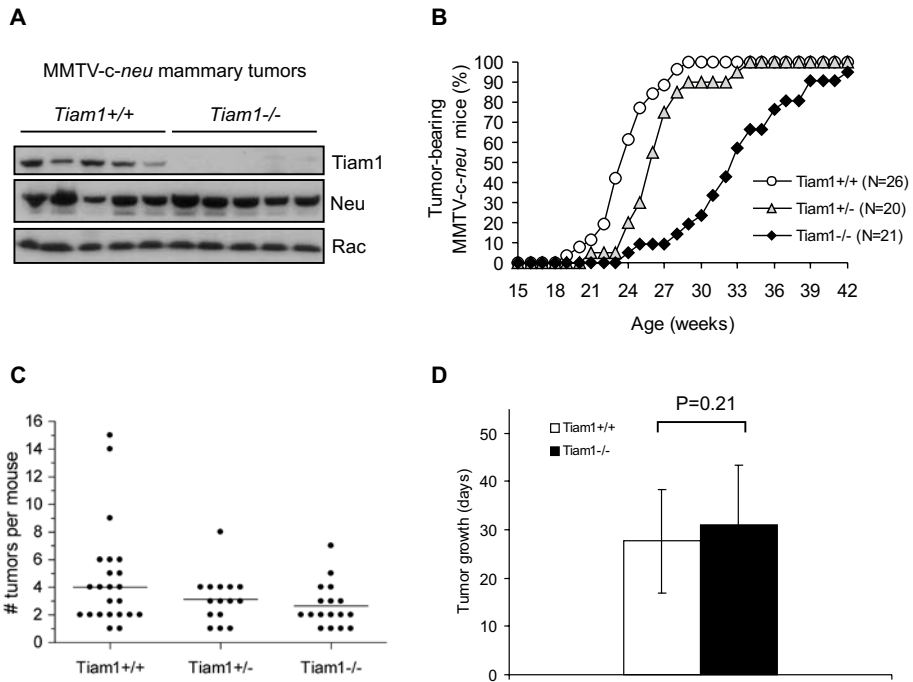 A
MMTV-c-neu mammary tumors
Tiam1+/+ Tiam1-/-
Tiam1
Neu
Rac
B
Tumor-bearing
MMTV-c-neu mice (%)
100
90
80
70
60
50
40
30
20
10
0
15 18 21 24 27 30 33 36 39 42
Age (weeks)
Tiam1+/+ (N=26)
Tiam1+/- (N=20)
Tiam1-/- (N=21)
C
# tumors per mouse
16
14
12
10
8
6
4
2
0
Tiam1+/+ Tiam1+/- Tiam1-/-
D
P=0.21
Tiam1+/+
Tiam1-/-
Tumor growth (days)
50
40
30
20
10
0